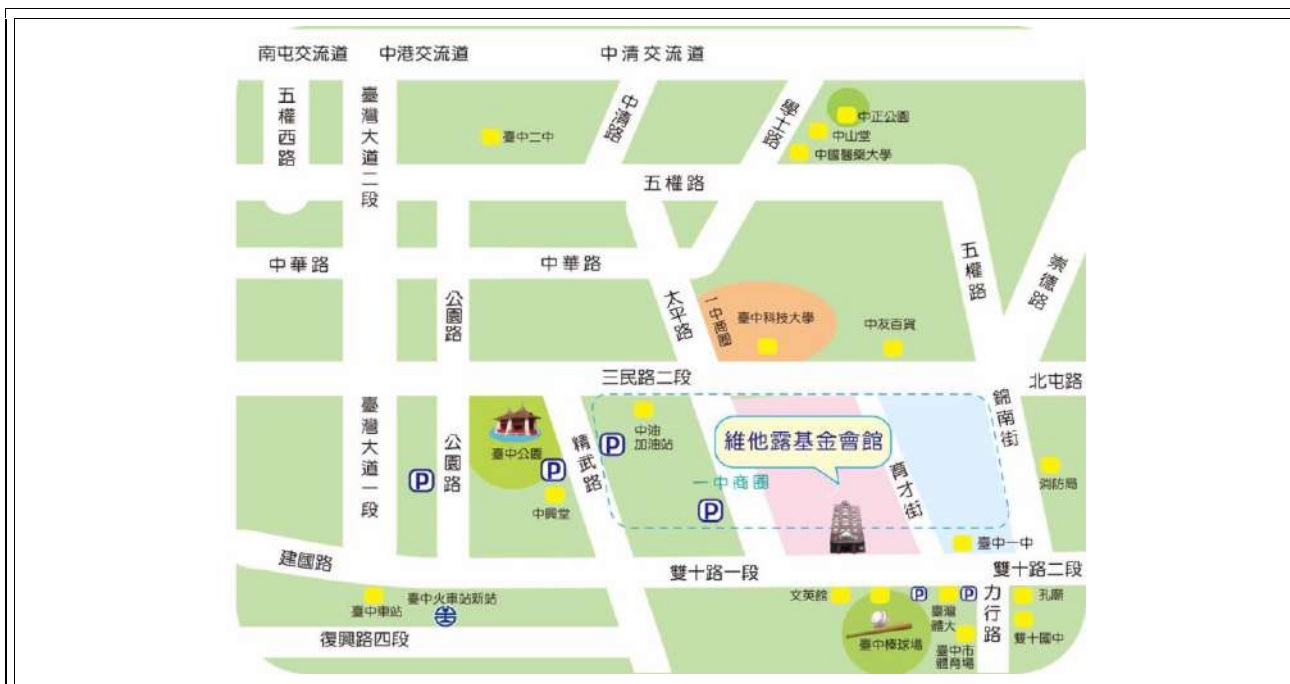 南屯交流道
中港交流道
中清交流道
五權西路
臺灣大道二段
臺中二中
中清路
學士路
中正公園
中山堂
中國醫藥大學
五權路
中華路
中華路
公園路
太平路
一中商圈
臺中科技大學
中友百貨
五權路
崇德路
三民路二段
北屯路
臺灣大道一段
公園路
P
臺中公園
P
中興堂
精武路
P
中油
加油站
維他露基金會館
一中商圈
P
育才街
錦南街
消防局
臺中一中
建國路
雙十路一段
雙十路二段
臺中車站
臺中火車站新站
復興路四段
文英館
臺中棒球場
P
臺灣
體大
P
臺中市
體育場
力行路
孔廟
雙十國中